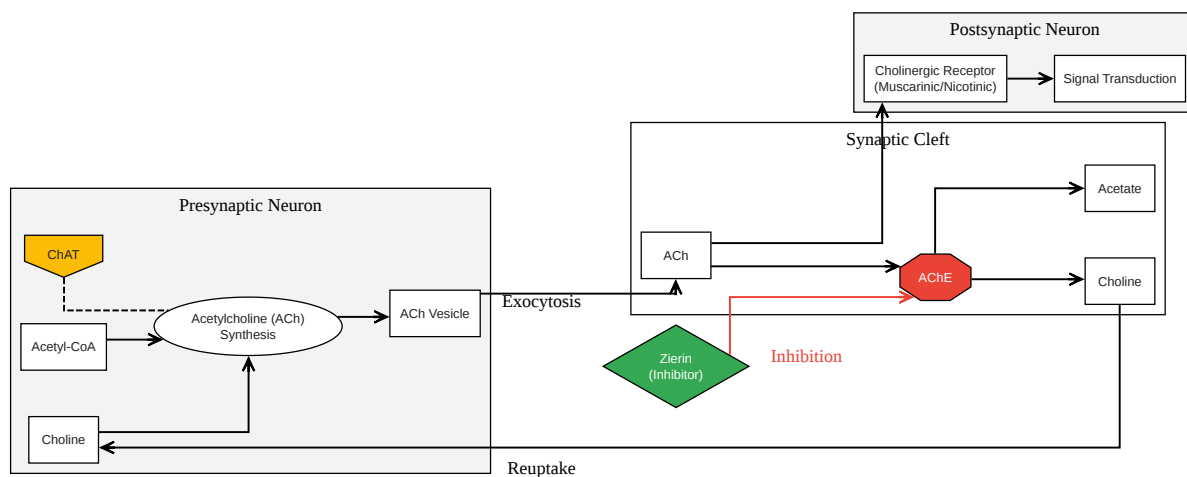 Postsynaptic Neuron
Cholinergic Receptor
(Muscarinic/Nicotinic)
Signal Transduction
Synaptic Cleft
Acetate
ACh
AChE
Choline
Presynaptic Neuron
ChAT
Acetylcholine (ACh)
Synthesis
ACh Vesicle
Exocytosis
Acetyl-CoA
Choline
Zierin
(Inhibitor)
Inhibition
Reuptake